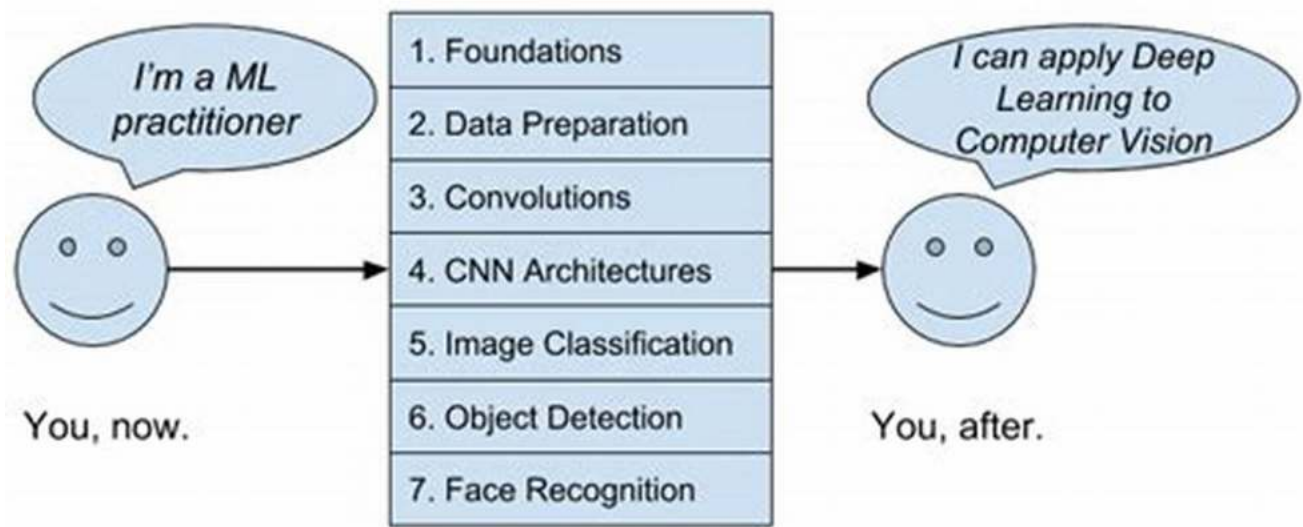 I'm a ML
practitioner
You, now.
1. Foundations
2. Data Preparation
3. Convolutions
4. CNN Architectures
5. Image Classification
6. Object Detection
7. Face Recognition
I can apply Deep
Learning to
Computer Vision
You, after.